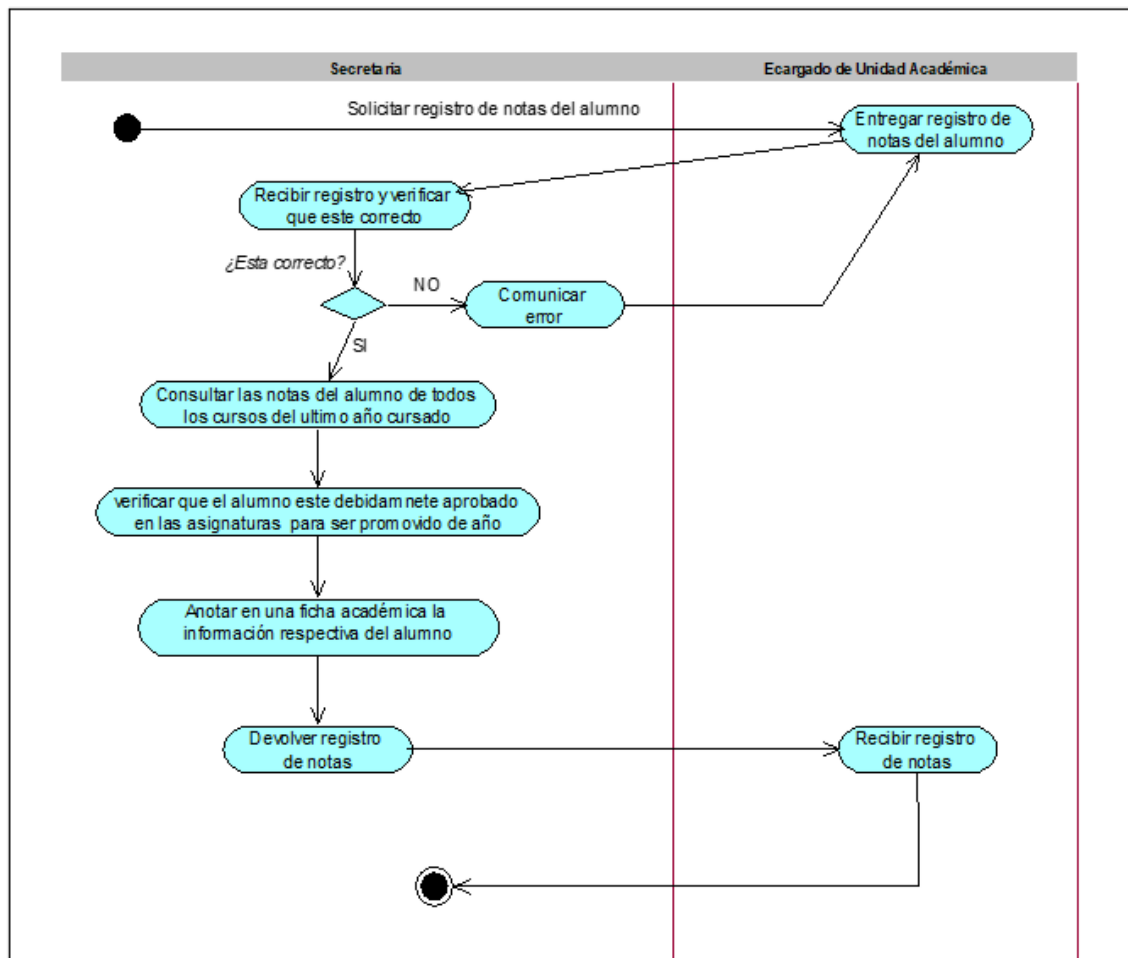 Secretaria
Ecargado de Unidad Académica
Solicitar registro de notas del alumno
Entregar registro de
notas del alumno
Recibir registro y verificar
que este correcto
¿Esta correcto?
NO
Comunicar
error
SI
Consultar las notas del alumno de todos
los cursos del ultimo año cursado
verificar que el alumno este debidamnete aprobado
en las asignaturas para ser promovido de año
Anotar en una ficha académica la
información respectiva del alumno
Devolver registro
de notas
Recibir registro
de notas